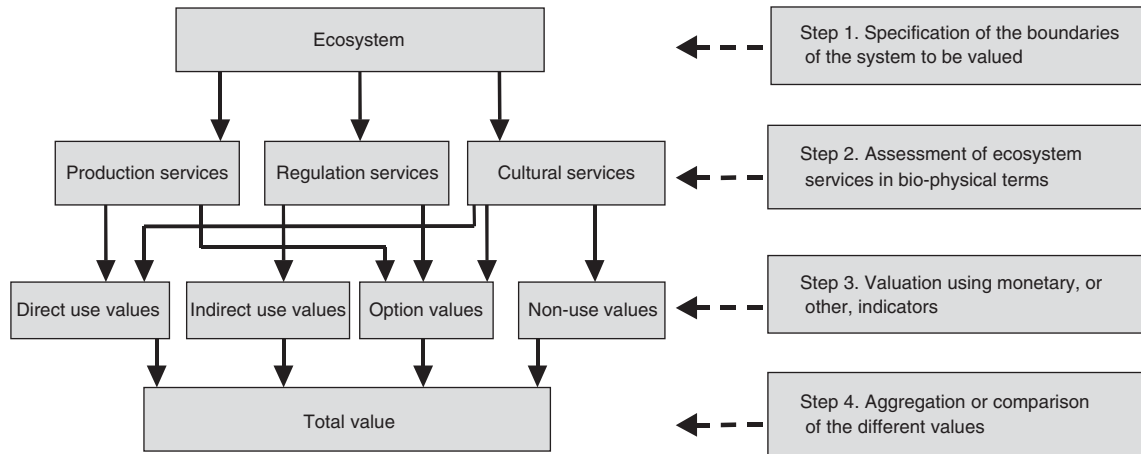 Ecosystem
Step 1. Specification of the boundaries
of the system to be valued
Production services
Regulation services
Cultural services
Step 2. Assessment of ecosystem
services in bio-physical terms
Direct use values
Indirect use values
Option values
Non-use values
Step 3. Valuation using monetary, or
other, indicators
Total value
Step 4. Aggregation or comparison
of the different values